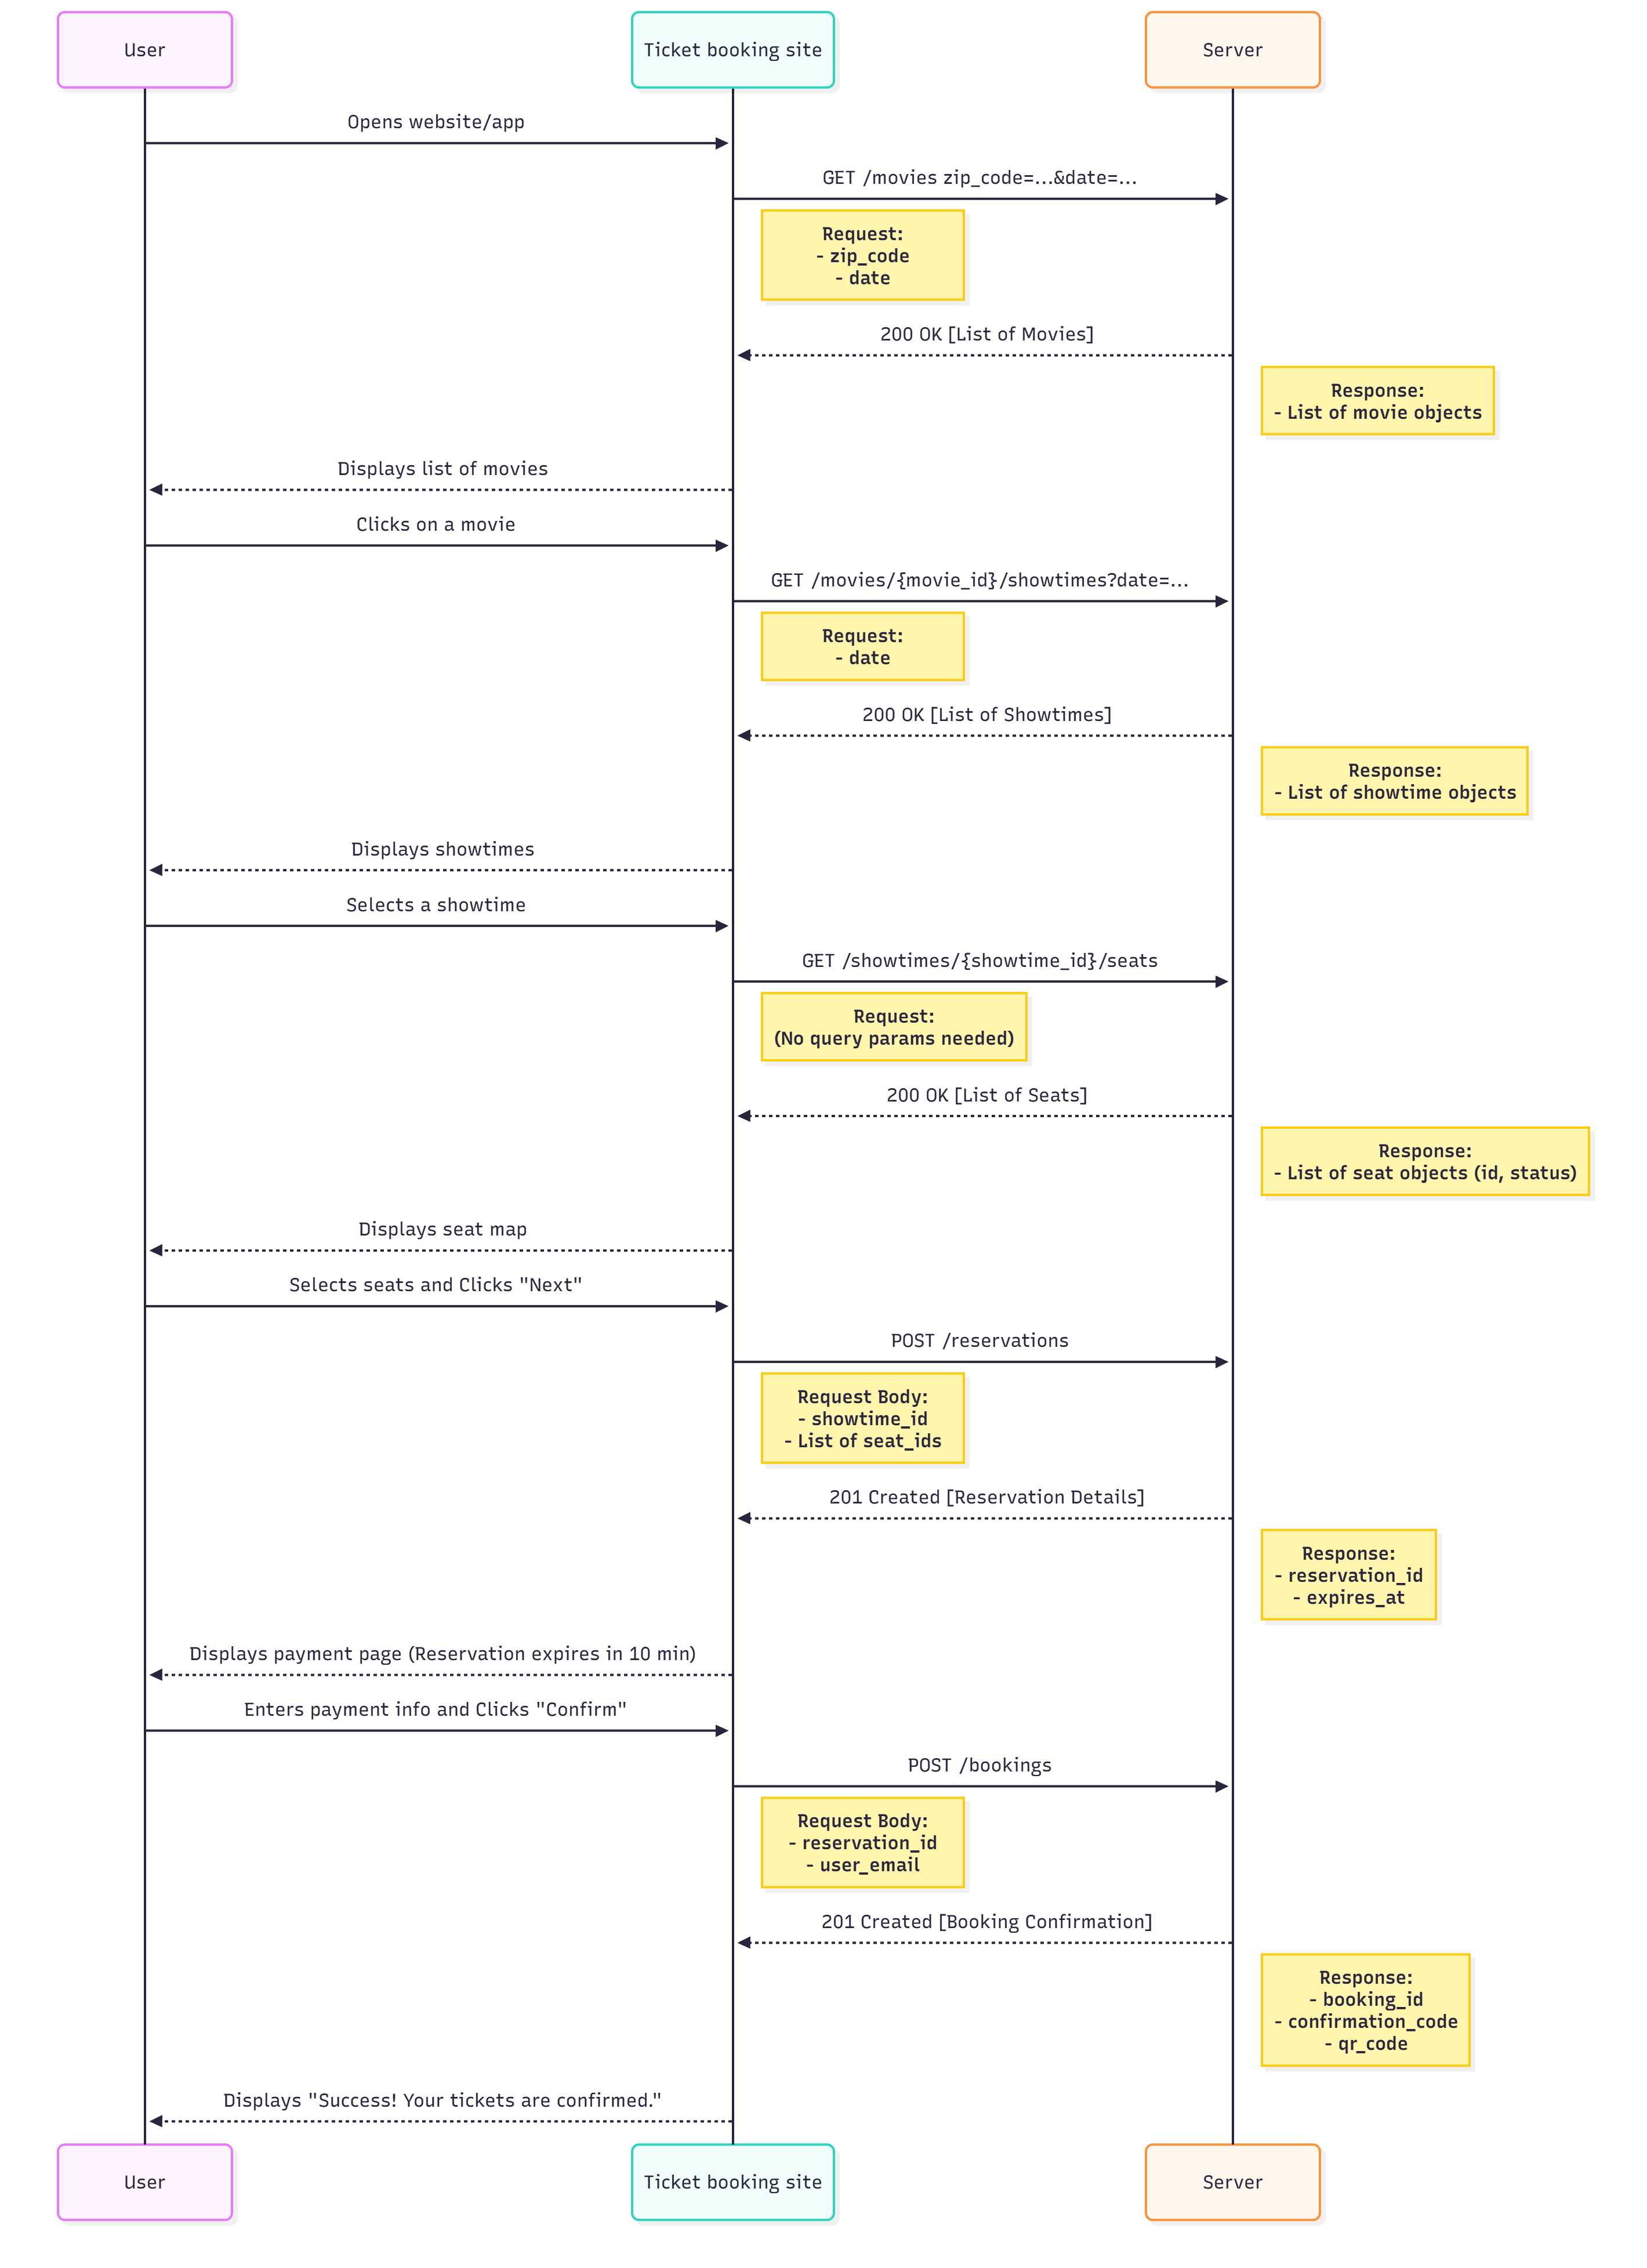 User
Ticket booking site
Server
Opens website/app
GET /movies zip_code=...&date=...
Request:
- zip_code
- date
200 OK [List of Movies]
Response:
- List of movie objects
Displays list of movies
Clicks on a movie
GET /movies/{movie_id}/showtimes?date=...
Request:
- date
200 OK [List of Showtimes]
Response:
- List of showtime objects
Displays showtimes
Selects a showtime
GET /showtimes/{showtime_id}/seats
Request:
(No query params needed)
200 OK [List of Seats]
Response:
- List of seat objects (id, status)
Displays seat map
Selects seats and Clicks "Next"
POST /reservations
Request Body:
- showtime_id
- List of seat_ids
201 Created [Reservation Details]
Response:
- reservation_id
- expires_at
Displays payment page (Reservation expires in 10 min)
Enters payment info and Clicks "Confirm"
POST /bookings
Request Body:
- reservation_id
- user_email
201 Created [Booking Confirmation]
Response:
- booking_id
- confirmation_code
- qr_code
Displays "Success! Your tickets are confirmed."
User
Ticket booking site
Server